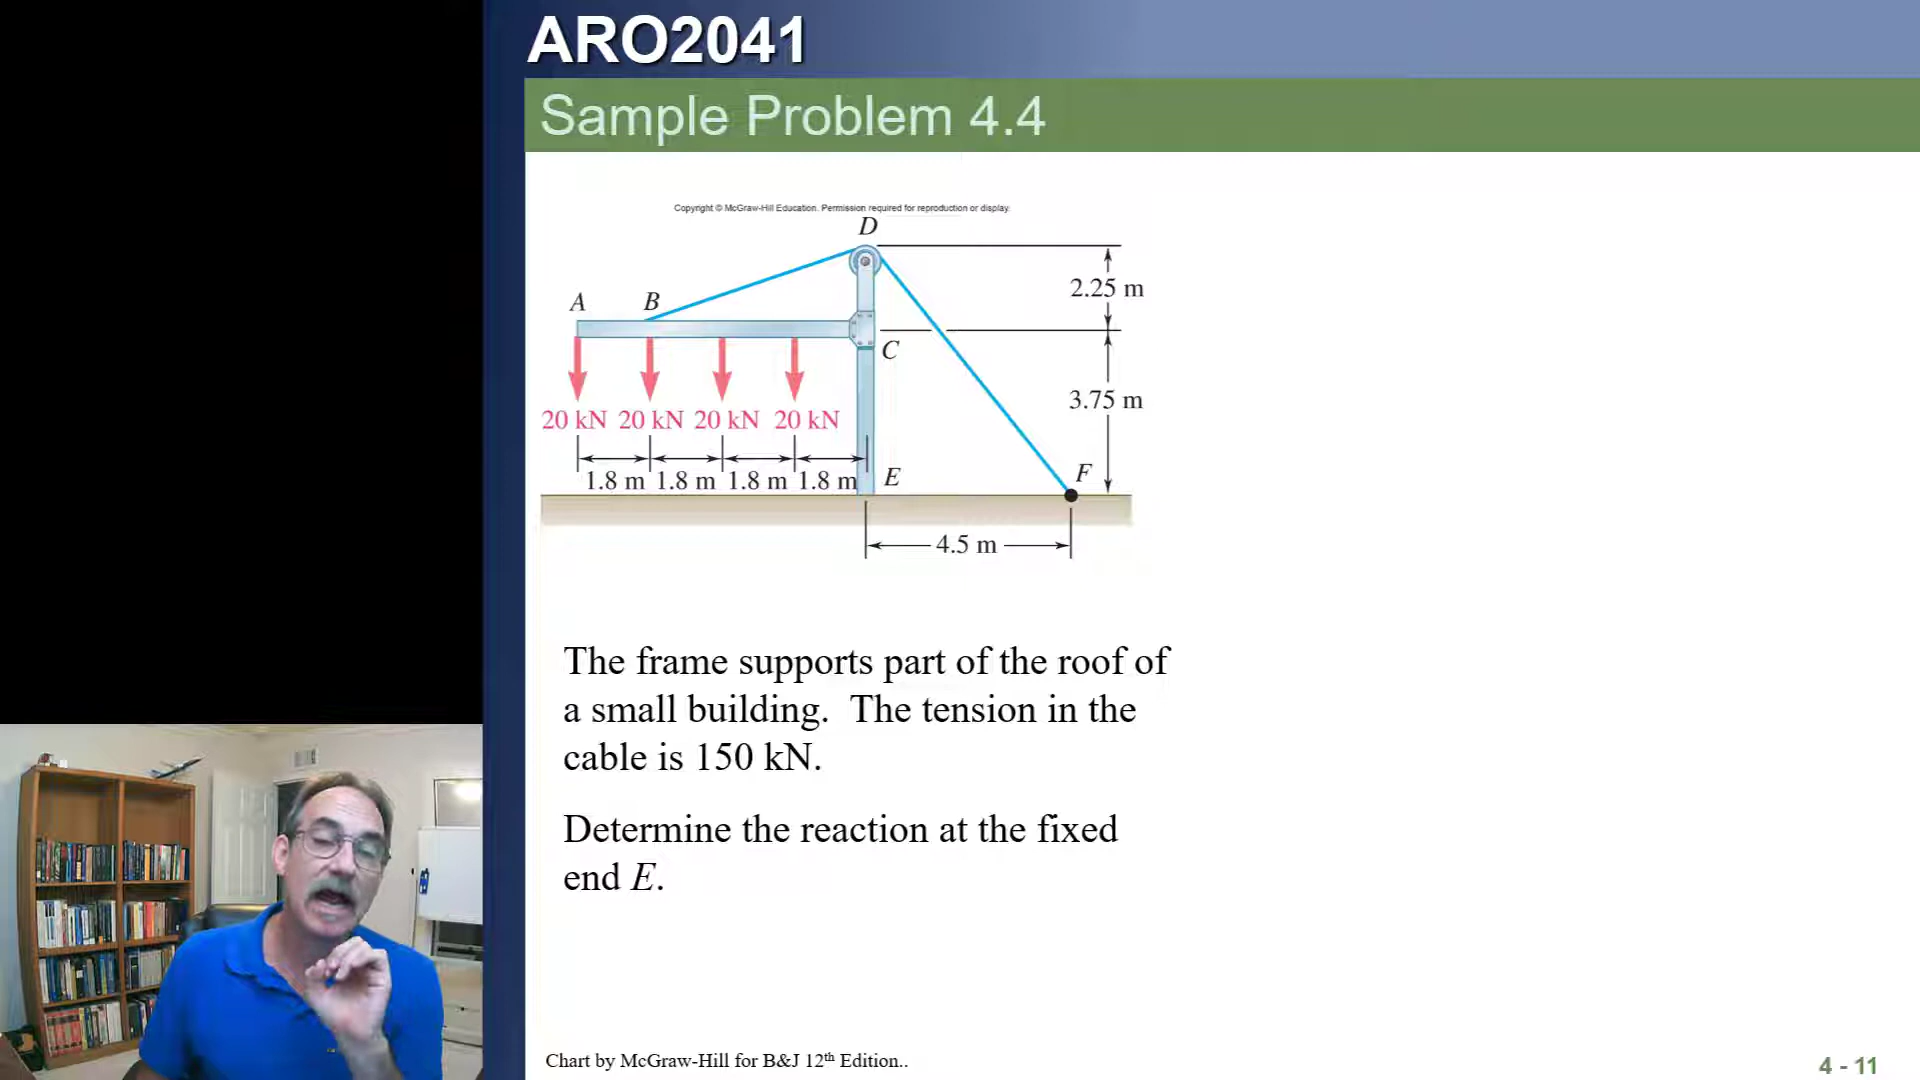 ARO2041
Sample Problem 4.4
Copyright © McGraw-Hill Education. Permission required for reproduction or display.
D
2.25 m
A B
C
3.75 m
20 kN 20 kN 20 kN 20 kN
F
1.8 m 1.8 m 1.8 m 1.8 m E
4.5 m
The frame supports part of the roof of
a small building. The tension in the
cable is 150 kN.
Determine the reaction at the fixed
end E.
Chart by McGraw-Hill for B&J 12th Edition..
4 - 11